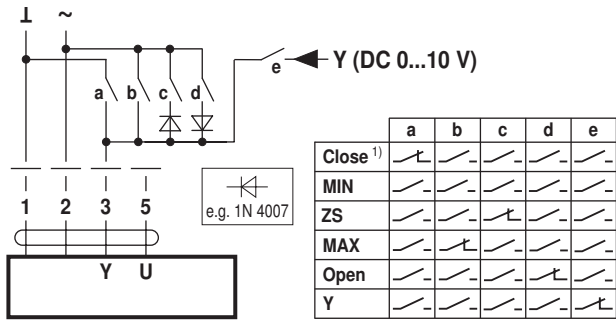 ⊥ ~
e Y (DC 0...10 V)
a b c d
a b c d e
Close 1)
MIN
ZS
MAX
Open
Y
e.g. 1N 4007
1 2 3 5
Y U